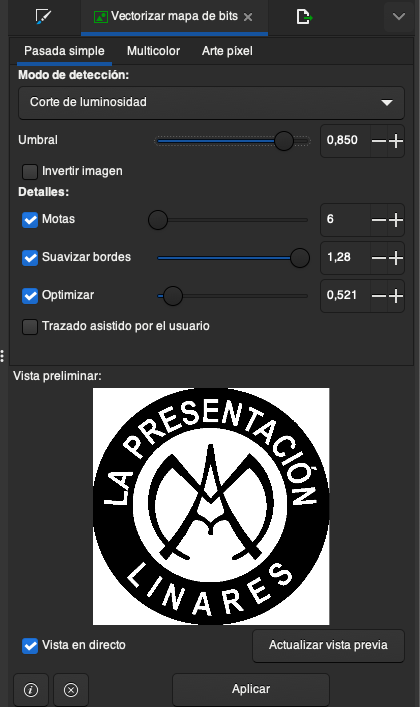 Vectorizar mapa de bits
Pasada simple Multicolor Arte pixel
Modo de detección:
Corte de luminosidad
Umbral 0,850
Invertir imagen
Detalles:
Motas 6
Suavizar bordes 1,28
Optimizar 0,521
Trazado asistido por el usuario
Vista preliminar:
LA PRESENTACIÓN
LINARES
Vista en directo Actualizar vista previa
Aplicar